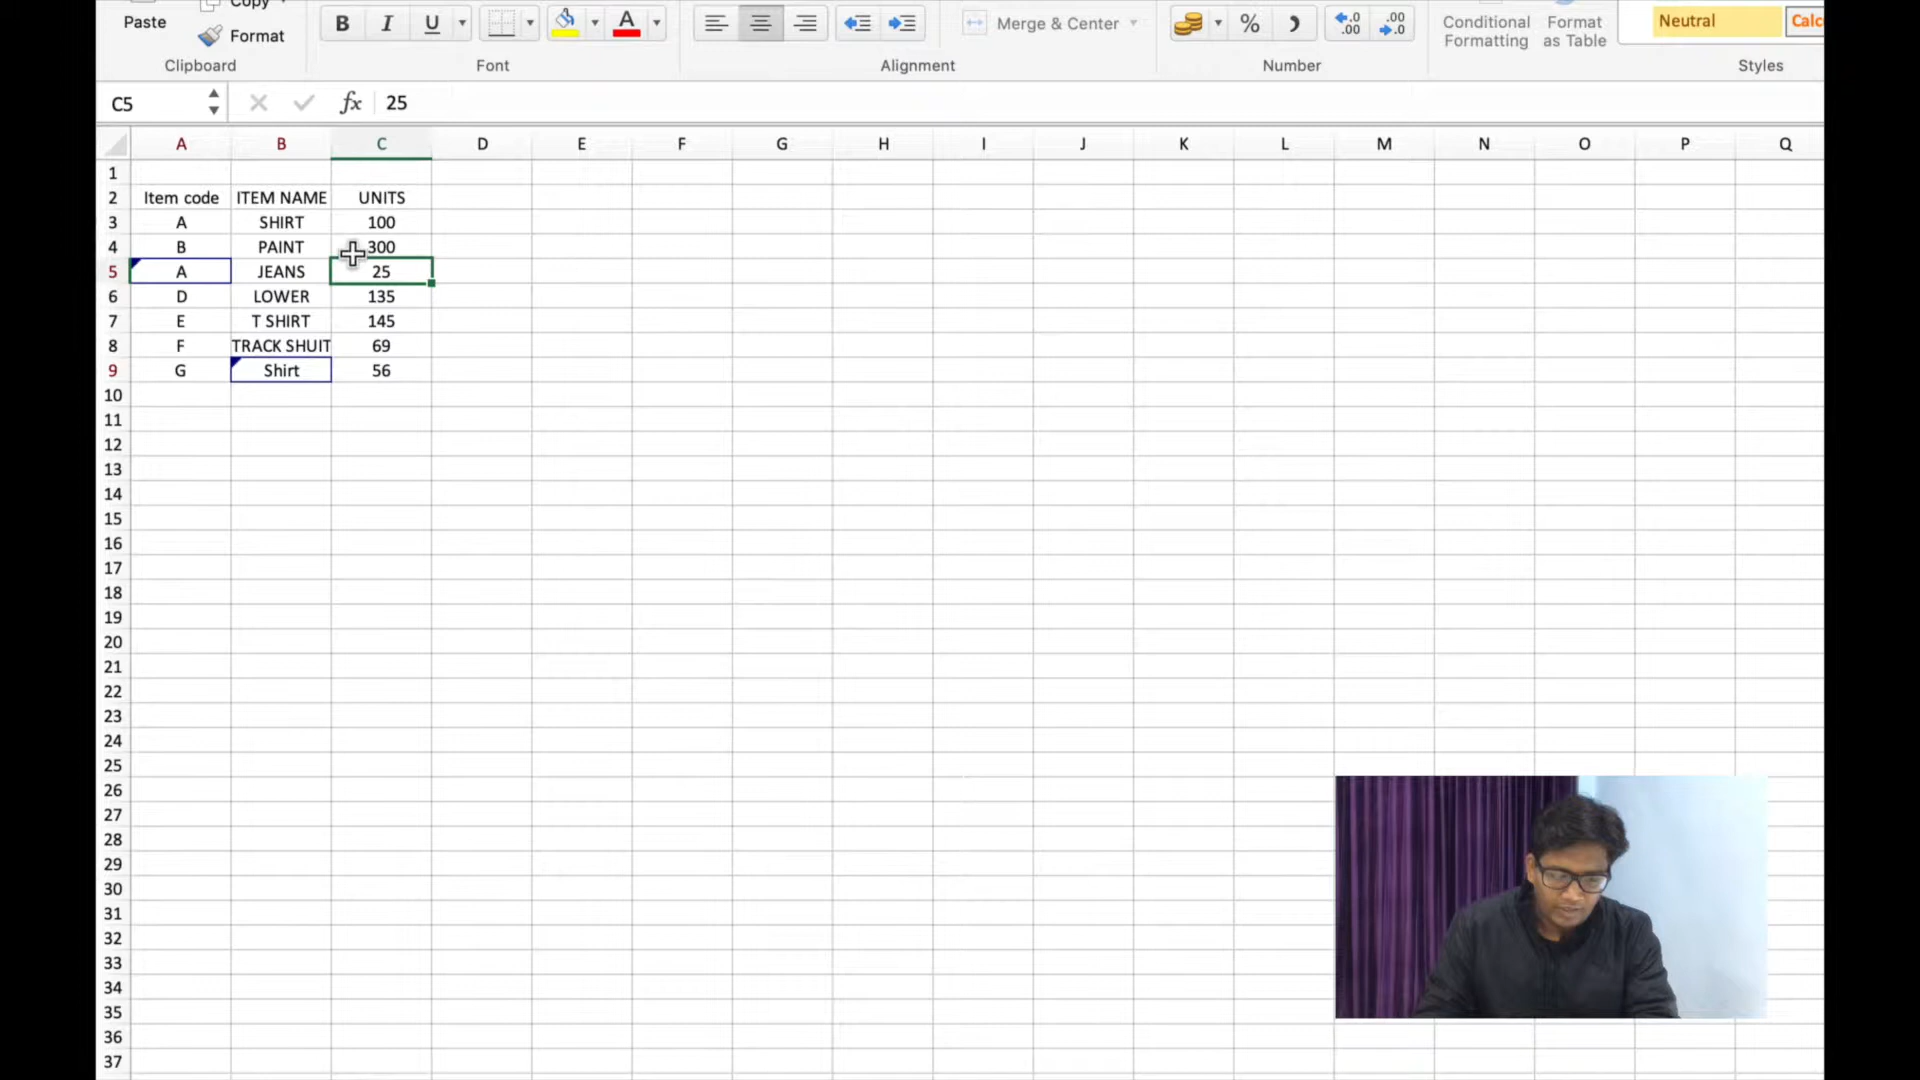 Copy
Paste
Format
Clipboard
B I U A
Font
Merge & Center
Alignment
% .0 .00 .00 .0
Number
Conditional Formatting
Format as Table
Neutral
Calc
Styles
C5 fx 25
A B C D E F G H I J K L M N O P Q
1
2 Item code ITEM NAME UNITS
3 A SHIRT 100
4 B PAINT 300
5 A JEANS 25
6 D LOWER 135
7 E T SHIRT 145
8 F TRACK SHUIT 69
9 G Shirt 56
10
11
12
13
14
15
16
17
18
19
20
21
22
23
24
25
26
27
28
29
30
31
32
33
34
35
36
37